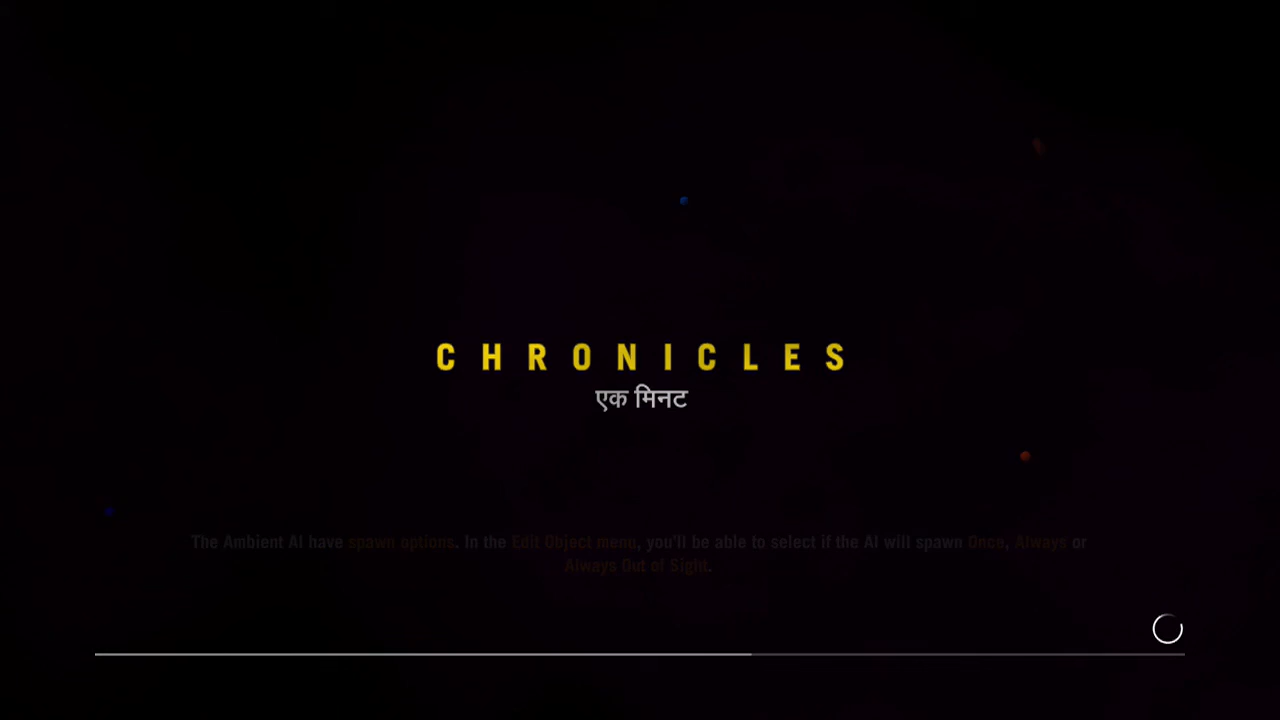 CHRONICLES
एक मिनट
The Ambient AI have spawn options. In the Edit Object menu, you'll be able to select if the AI will spawn Once, Always or
Always Out of Sight.